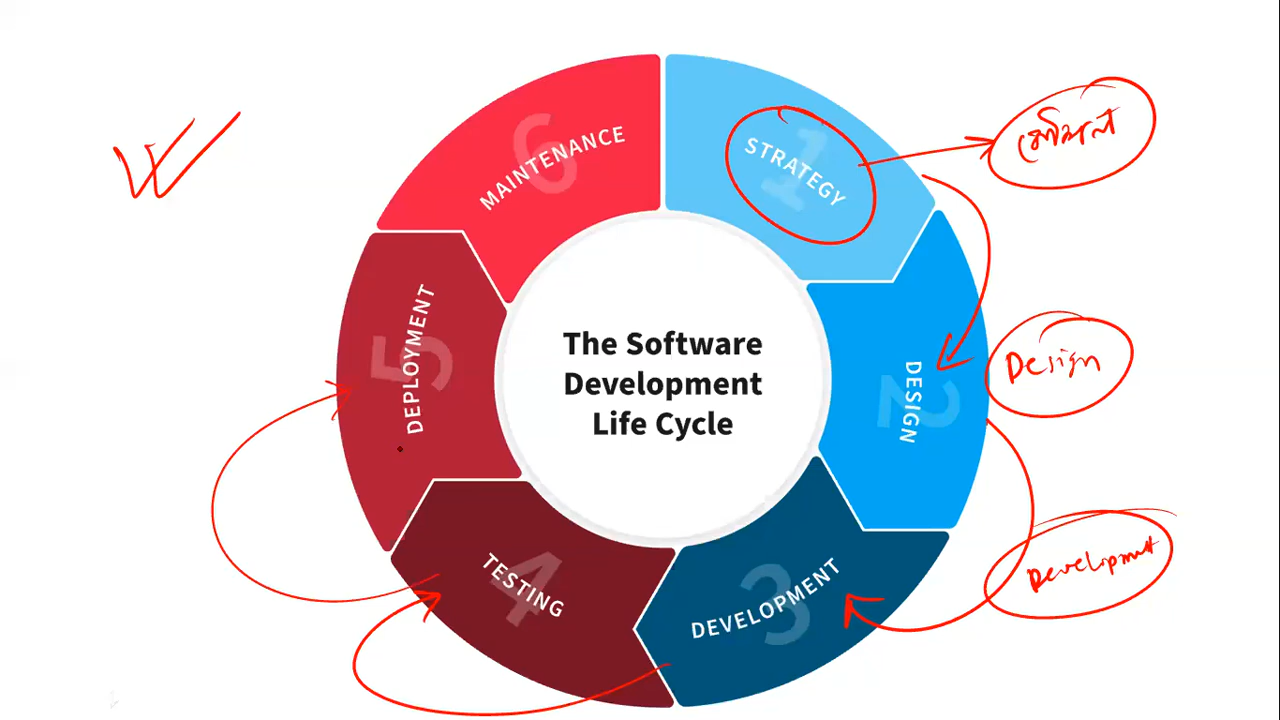 6
MAINTENANCE
1
STRATEGY
5
DEPLOYMENT
The Software
Development
Life Cycle
2
DESIGN
Design
4
TESTING
3
DEVELOPMENT
Development